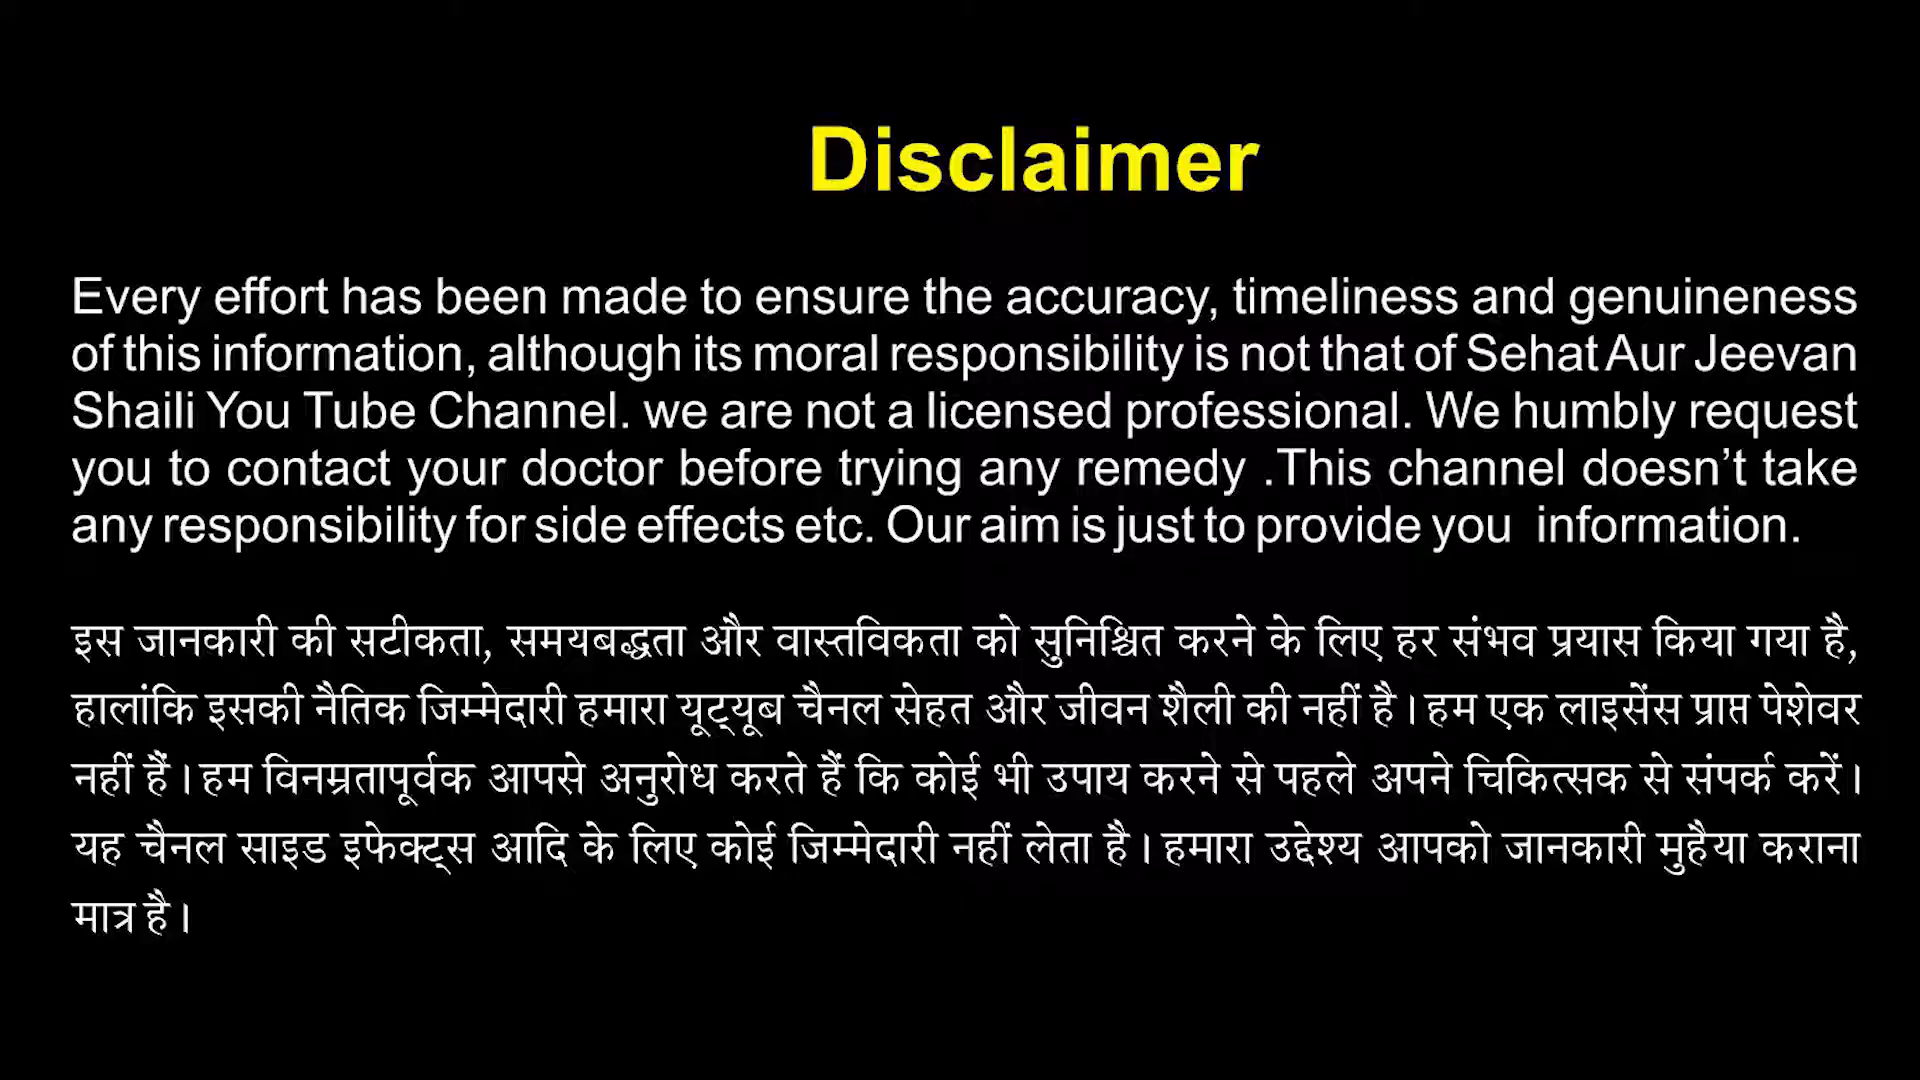 Disclaimer
Every effort has been made to ensure the accuracy, timeliness and genuineness
of this information, although its moral responsibility is not that of Sehat Aur Jeevan
Shaili You Tube Channel. we are not a licensed professional. We humbly request
you to contact your doctor before trying any remedy .This channel doesn’t take
any responsibility for side effects etc. Our aim is just to provide you  information.
इस जानकारी की सटीकता, समयबद्धता और वास्तविकता को सुनिश्चित करने के लिए हर संभव प्रयास किया गया है,
हालांकि इसकी नैतिक जिम्मेदारी हमारा यूट्यूब चैनल सेहत और जीवन शैली की नहीं है। हम एक लाइसेंस प्राप्त पेशेवर
नहीं हैं। हम विनम्रतापूर्वक आपसे अनुरोध करते हैं कि कोई भी उपाय करने से पहले अपने चिकित्सक से संपर्क करें।
यह चैनल साइड इफेक्ट्स आदि के लिए कोई जिम्मेदारी नहीं लेता है। हमारा उद्देश्य आपको जानकारी मुहैया कराना
मात्र है।